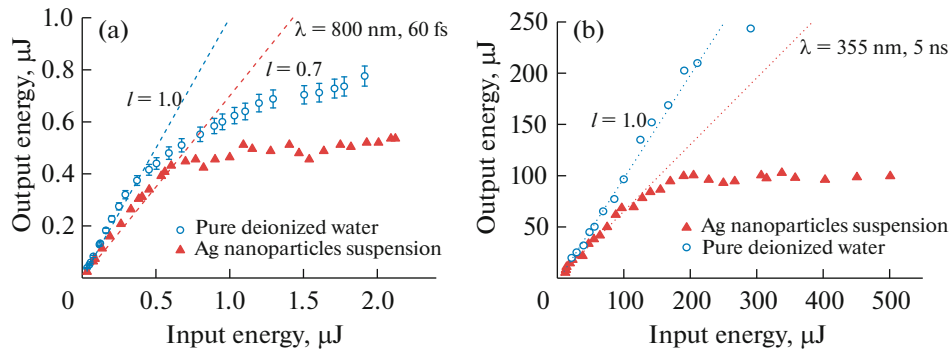 (a)
λ = 800 nm, 60 fs
l = 0.7
l = 1.0
Output energy, μJ
1.0
0.8
0.6
0.4
0.2
0
0.5
1.0
1.5
2.0
Pure deionized water
Ag nanoparticles suspension
Input energy, μJ
(b)
λ = 355 nm, 5 ns
l = 1.0
Output energy, μJ
250
200
150
100
50
0
100
200
300
400
500
Ag nanoparticles suspension
Pure deionized water
Input energy, μJ